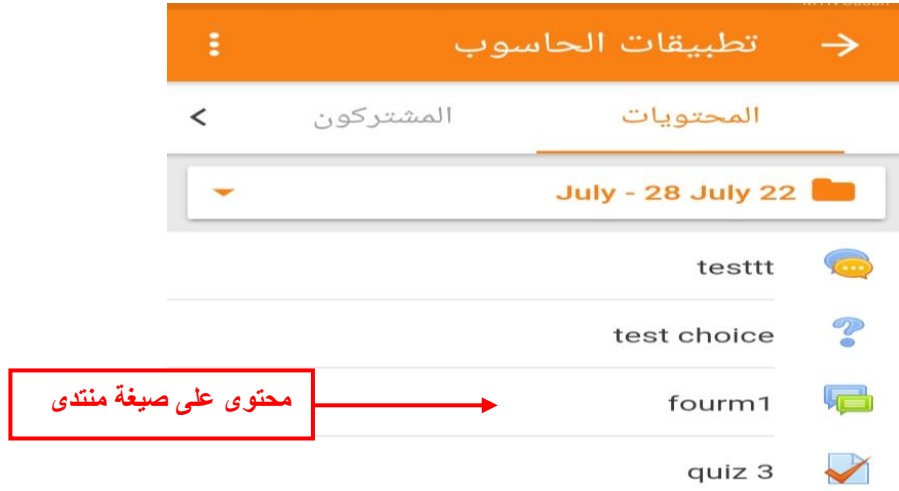 تطبيقات الحاسوب
المحتويات
المشتركون
July - 28 July 22
testtt
test choice
fourm1
محتوى على صيغة منتدى
quiz 3